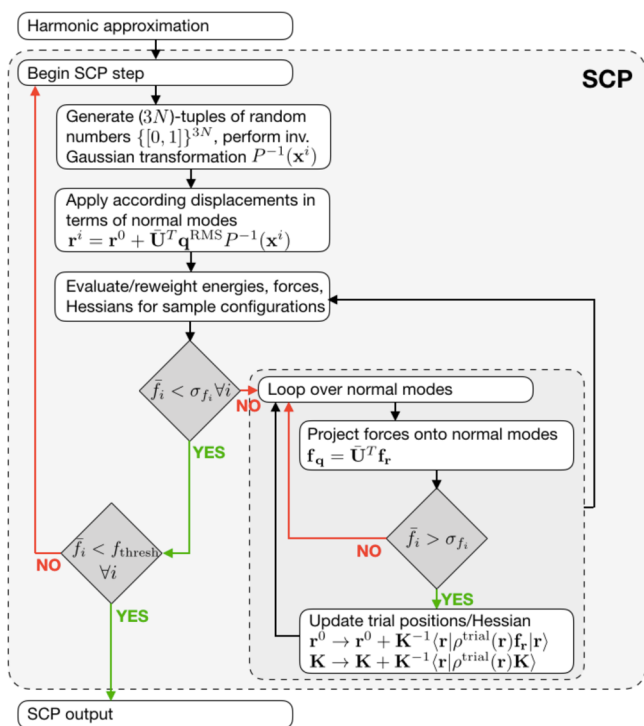 Harmonic approximation
Begin SCP step
SCP
Generate (3N)-tuples of random
numbers {[0, 1]}^{3N}, perform inv.
Gaussian transformation P^{-1}(x^i)
Apply according displacements in
terms of normal modes
r^i = r^0 + Ū^T q^{RMS} P^{-1}(x^i)
Evaluate/reweight energies, forces,
Hessians for sample configurations
f̄_i < σ_{f_i} ∀i
NO
YES
Loop over normal modes
Project forces onto normal modes
f_q = Ū^T f_r
f̄_i > σ_{f_i}
NO
YES
Update trial positions/Hessian
r^0 → r^0 + K^{-1}⟨r|ρ^{trial}(r)f_r|r⟩
K → K + K^{-1}⟨r|ρ^{trial}(r)K⟩
f̄_i < f_{thresh}
∀i
NO
YES
SCP output